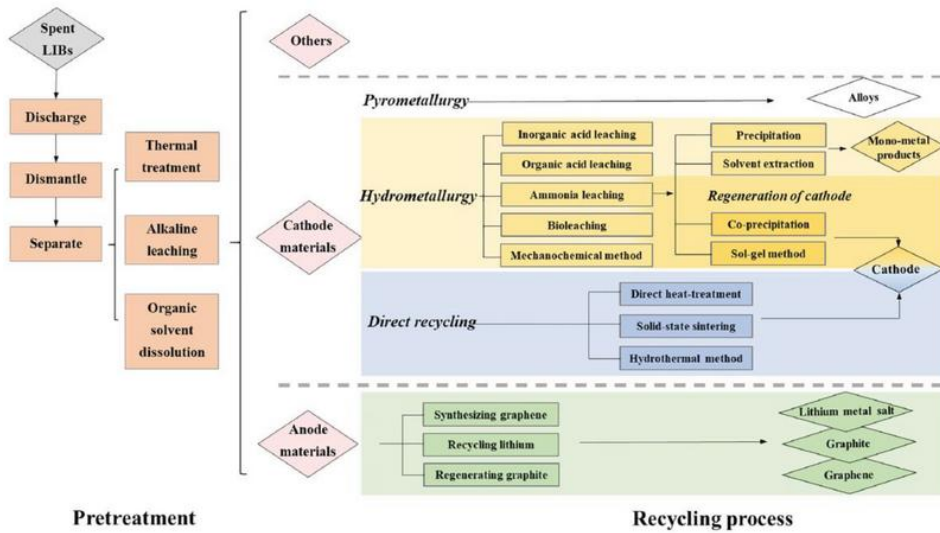 Spent
LIBs
Discharge
Dismantle
Separate
Thermal
treatment
Alkaline
leaching
Organic
solvent
dissolution
Pretreatment
Others
Cathode
materials
Anode
materials
Pyrometallurgy
Alloys
Hydrometallurgy
Inorganic acid leaching
Organic acid leaching
Ammonia leaching
Bioleaching
Mechanochemical method
Precipitation
Solvent extraction
Mono-metal
products
Regeneration of cathode
Co-precipitation
Sol-gel method
Cathode
Direct recycling
Direct heat-treatment
Solid-state sintering
Hydrothermal method
Synthesizing graphene
Recycling lithium
Regenerating graphite
Lithium metal salt
Graphite
Graphene
Recycling process